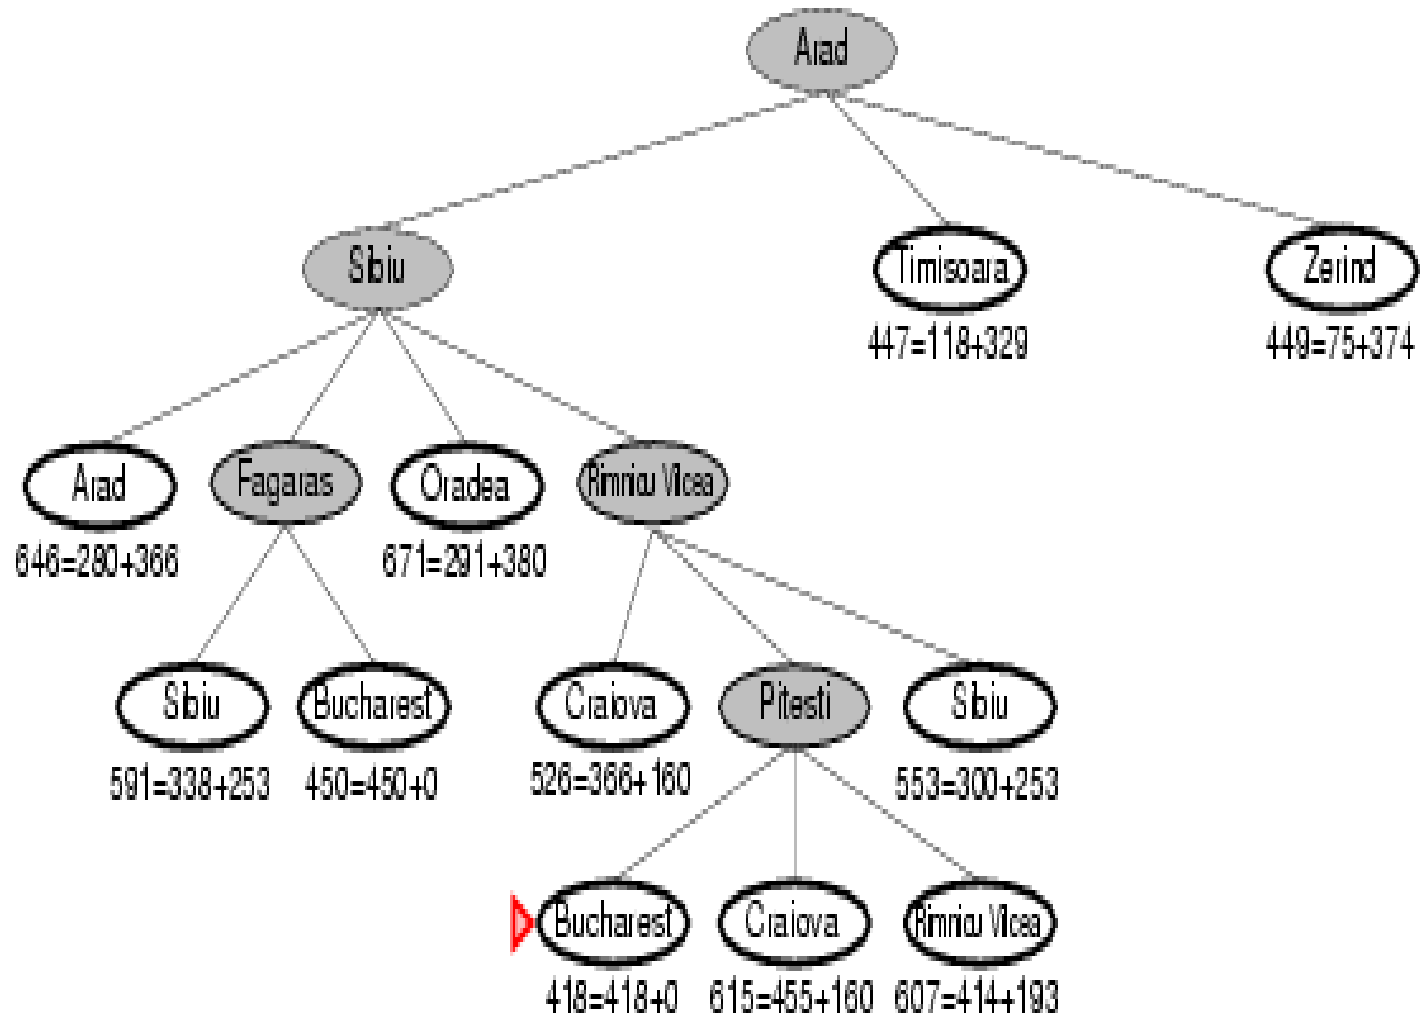 Arad
Sibiu
Timisoara
Zerind
447=118+329
449=75+374
Arad
Fagaras
Oradea
Rimnicu Vilcea
646=280+366
671=291+380
Sibiu
Bucharest
Craiova
Pitesti
Sibiu
591=338+253
450=450+0
526=366+160
553=300+253
Bucharest
Craiova
Rimnicu Vilcea
418=418+0
615=455+160
607=414+193